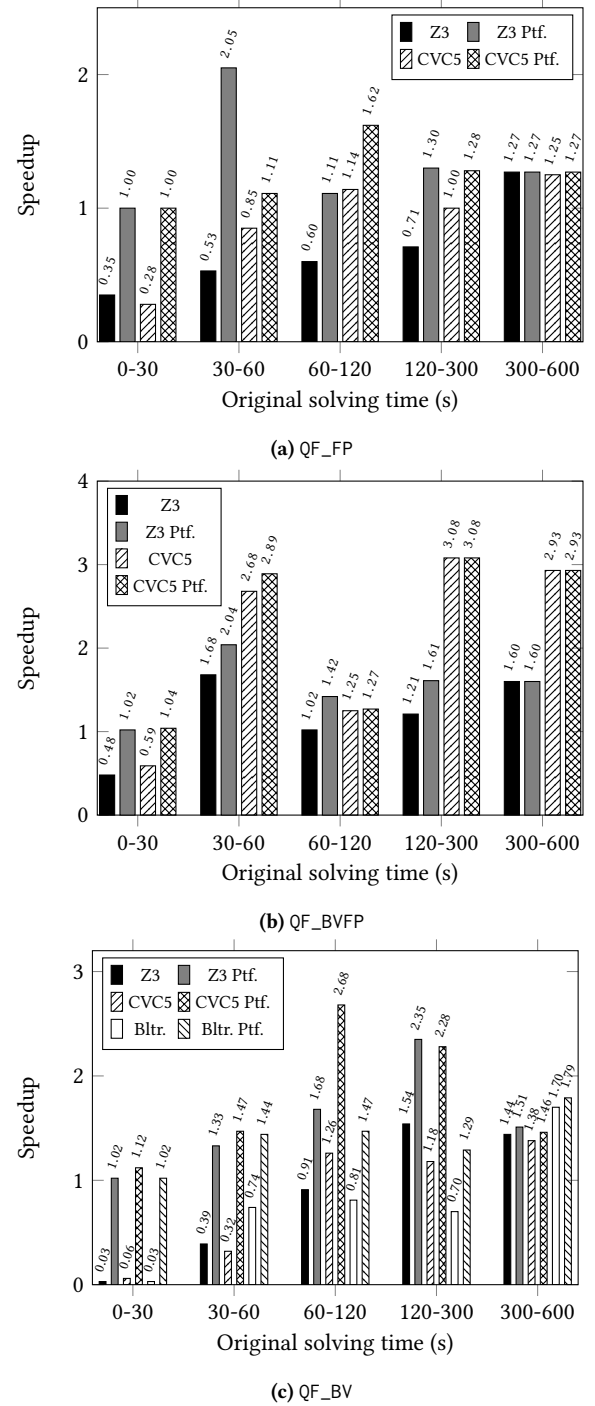 Z3 Z3 Ptf.
CVC5 CVC5 Ptf.
Speedup
2
1
0
0.35 1.00 0.28 1.00 0.53 2.05 0.85 1.11 0.60 1.11 1.14 1.62 0.71 1.30 1.00 1.28 1.27 1.27 1.25 1.27
0-30 30-60 60-120 120-300 300-600
Original solving time (s)
(a) QF_FP
Z3
Z3 Ptf.
CVC5
CVC5 Ptf.
Speedup
4
3
2
1
0
0.48 1.02 0.59 1.04 1.68 2.04 2.68 2.89 1.02 1.42 1.25 1.27 1.21 1.61 3.08 3.08 1.60 1.60 2.93 2.93
0-30 30-60 60-120 120-300 300-600
Original solving time (s)
(b) QF_BVFP
Z3 Z3 Ptf.
CVC5 CVC5 Ptf.
Bltr. Bltr. Ptf.
Speedup
3
2
1
0
0.03 1.02 0.06 1.12 0.03 1.02 0.39 1.33 0.32 1.47 0.74 1.44 0.91 1.68 1.26 2.68 0.81 1.47 1.54 2.35 1.18 2.28 0.70 1.29 1.44 1.51 1.38 1.46 1.70 1.79
0-30 30-60 60-120 120-300 300-600
Original solving time (s)
(c) QF_BV